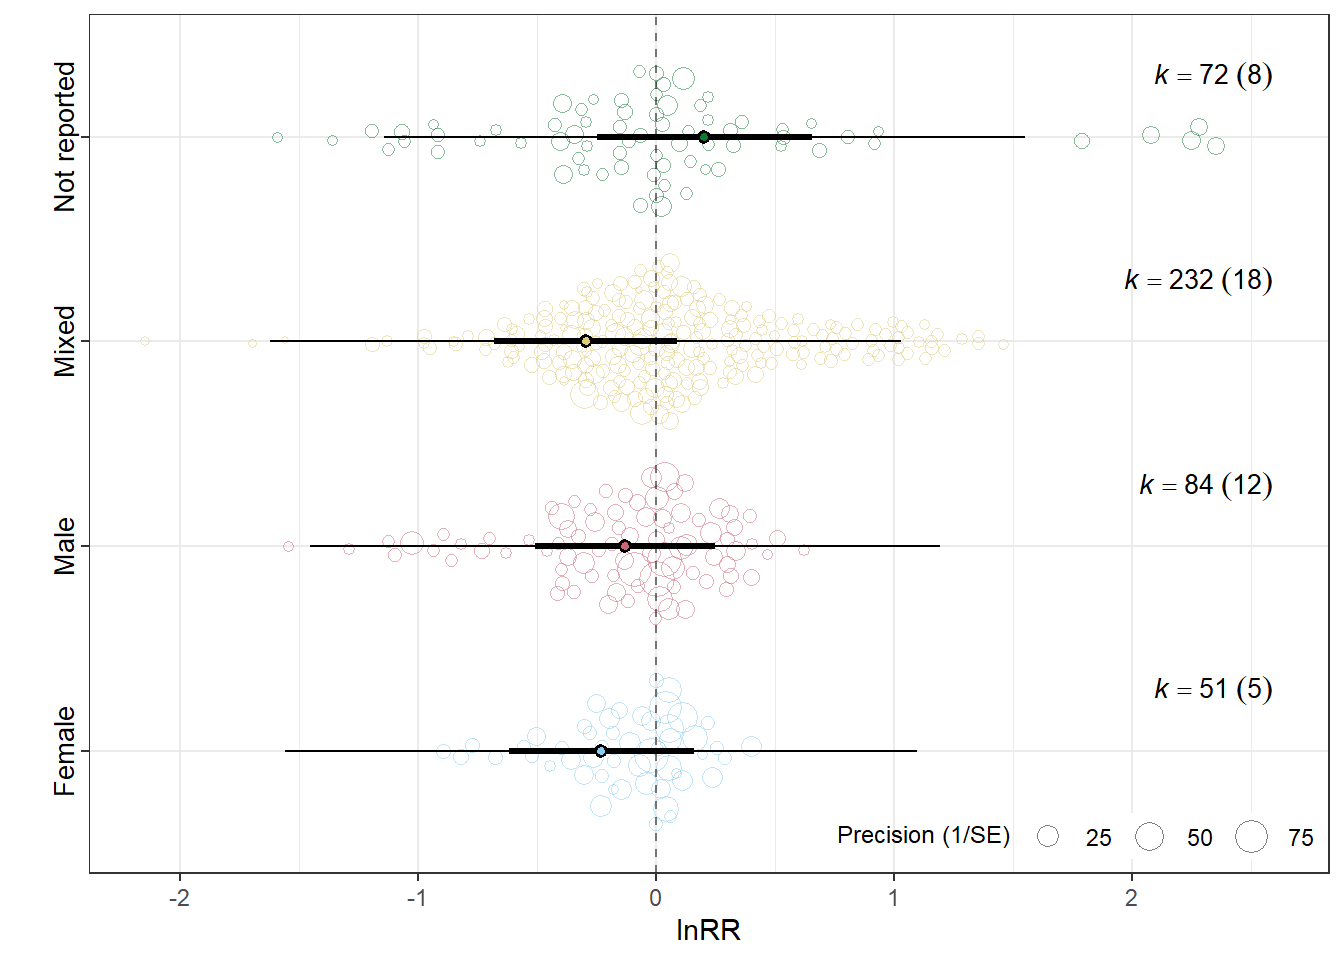 Not reported
k = 72 (8)
Mixed
k = 232 (18)
Male
k = 84 (12)
Female
k = 51 (5)
Precision (1/SE) 25 50 75
-2 -1 0 1 2
lnRR